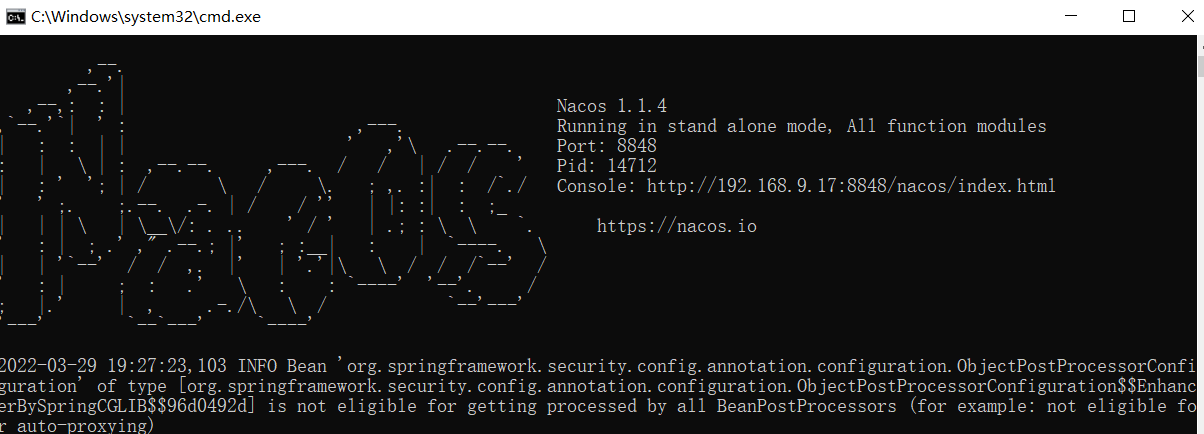 C:\Windows\system32\cmd.exe
Nacos 1.1.4
Running in stand alone mode, All function modules
Port: 8848
Pid: 14712
Console: http://192.168.9.17:8848/nacos/index.html
https://nacos.io
2022-03-29 19:27:23,103 INFO Bean 'org.springframework.security.config.annotation.configuration.ObjectPostProcessorConfi
guration' of type [org.springframework.security.config.annotation.configuration.ObjectPostProcessorConfiguration$$Enhanc
erBySpringCGLIB$$96d0492d] is not eligible for getting processed by all BeanPostProcessors (for example: not eligible fo
r auto-proxying)